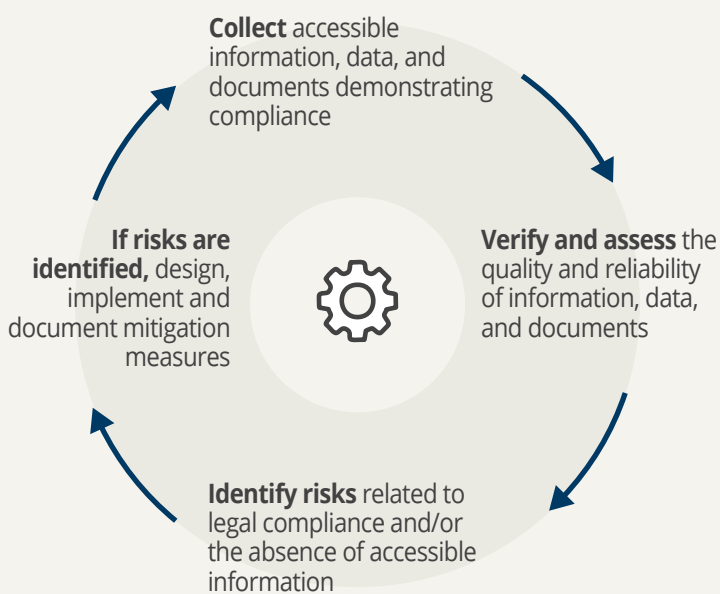 Collect accessible
information, data, and
documents demonstrating
compliance
Verify and assess the
quality and reliability
of information, data,
and documents
Identify risks related to
legal compliance and/or
the absence of accessible
information
If risks are
identified, design,
implement and
document mitigation
measures